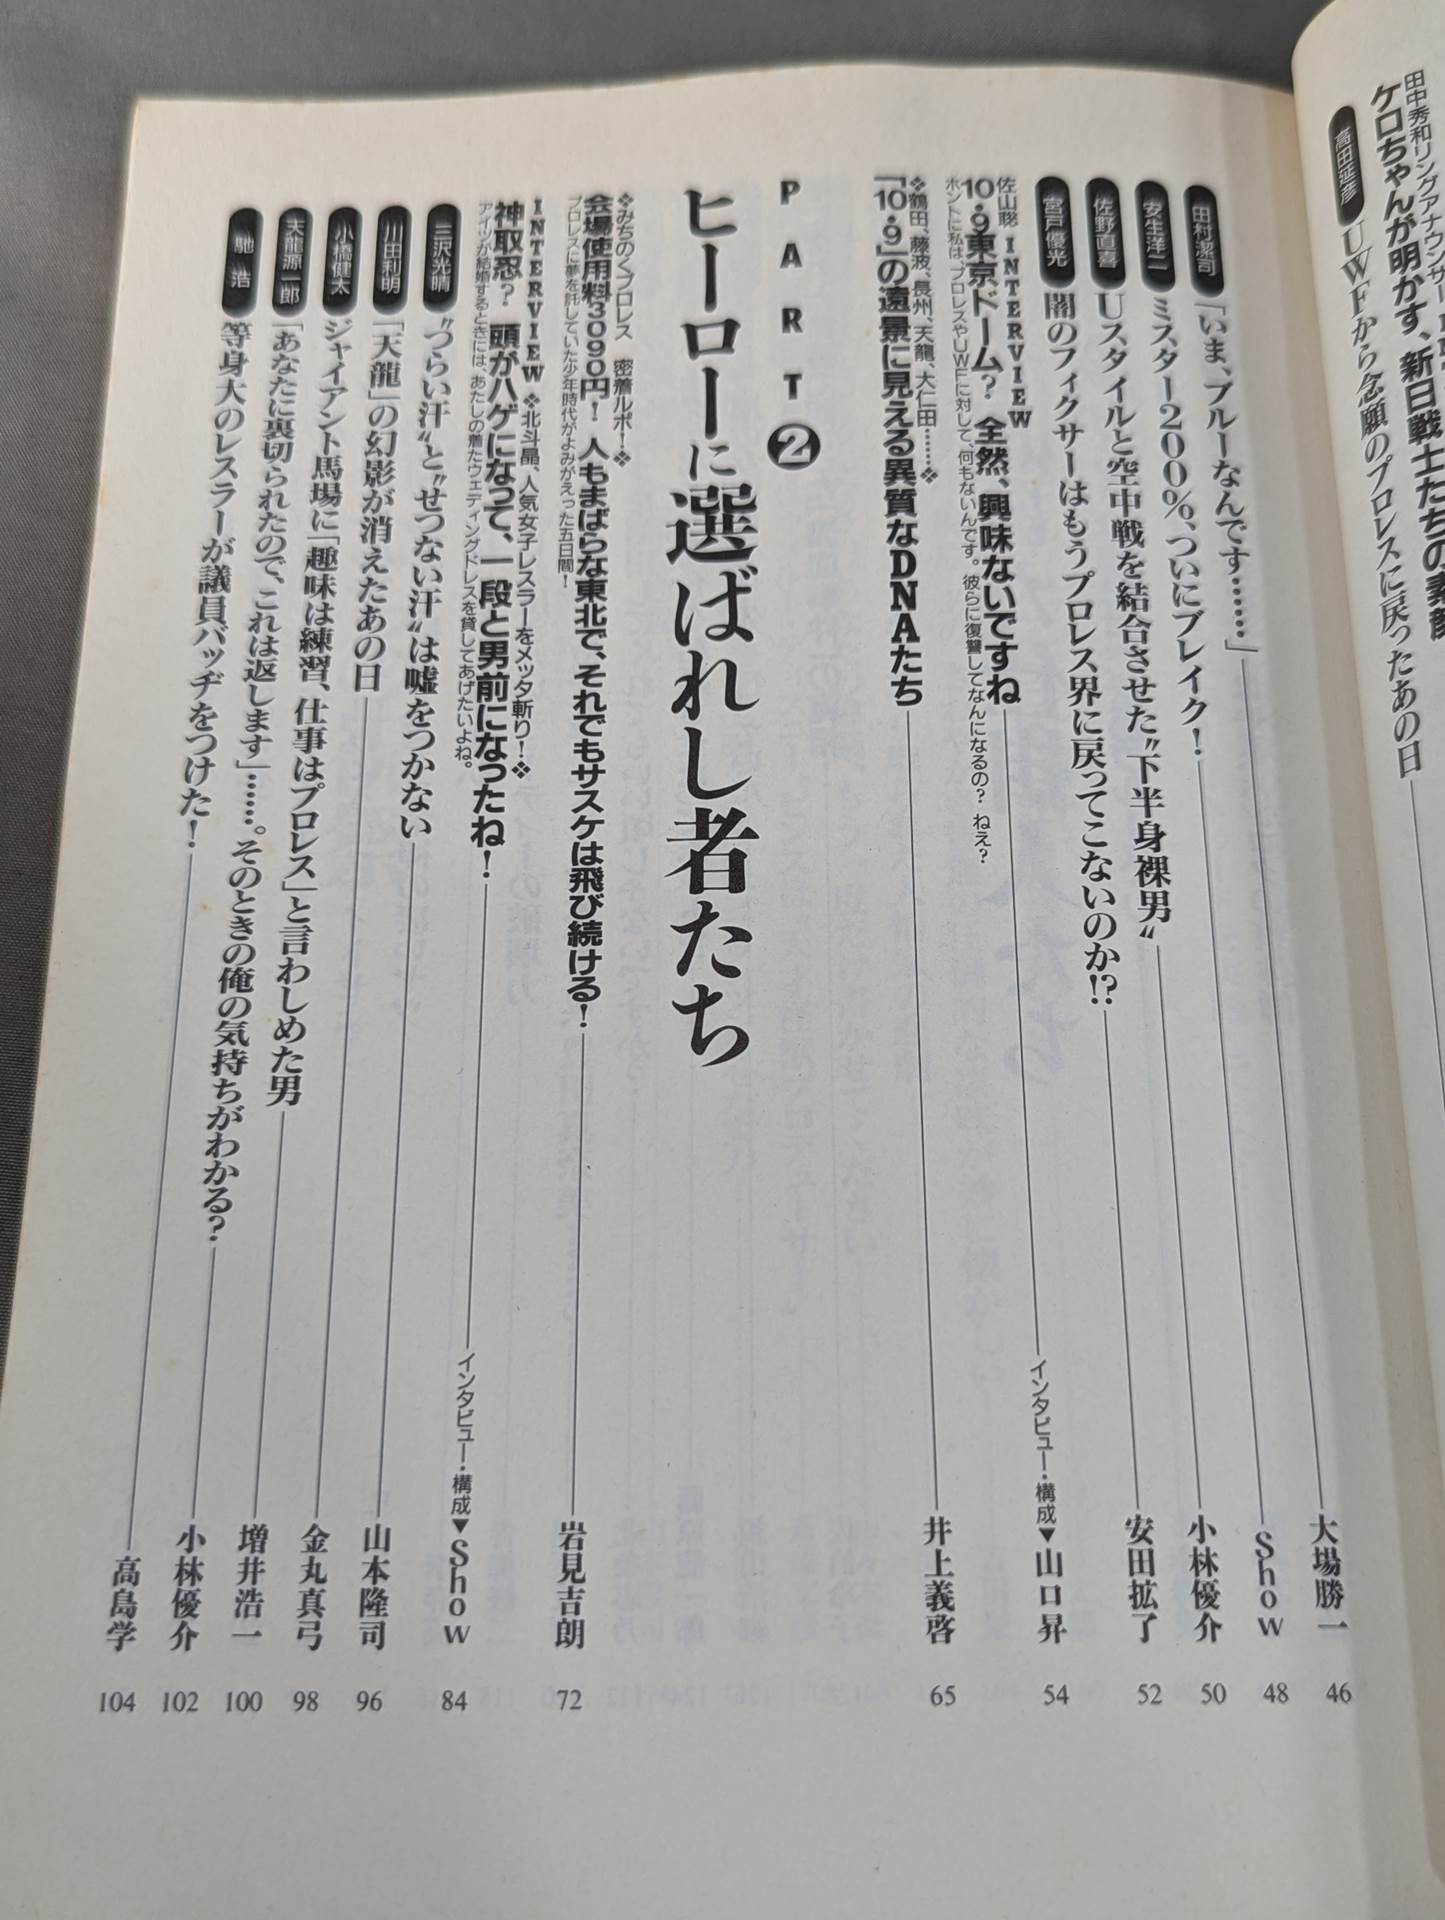 田中秀和リングアナウンサー
ケロちゃんが明かす、新日戦士たちの素顔
高田延彦
UWFから念願のプロレスに戻ったあの日
田村潔司
「いま、ブルーなんです……」
大場勝一
46
安生洋二
ミスター200%、ついにブレイク!
Show
48
佐野直喜
Uスタイルと空中戦を結合させた〝下半身裸男〟
小林優介
50
宮戸優光
闇のフィクサーはもうプロレス界に戻ってこないのか!?
安田拡了
52
佐山聡 INTERVIEW
10・9東京ドーム? 全然、興味ないですね
ホントに私は、プロレスやUWFに対して、何もないんです。彼らに復讐してなんになるの? ねえ?
インタビュー・構成▼山口昇
54
❖鶴田、藤波、長州、天龍、大仁田……❖
「10・9」の遠景に見える異質なDNAたち
井上義啓
65
PART❷
ヒーローに選ばれし者たち
❖みちのくプロレス 密着ルポ!❖
会場使用料3090円! 人もまばらな東北で、それでもサスケは飛び続ける!
プロレスに夢を託していた少年時代がよみがえった五日間!
岩見吉朗
72
INTERVIEW ❖北斗晶、人気女子レスラーをメッタ斬り!❖
神取忍? 頭がハゲになって、一段と男前になったね!
アイツが結婚するときには、あたしの着たウェディングドレスを貸してあげたいよね。
インタビュー・構成▼Show
84
三沢光晴
〝つらい汗〟と〝せつない汗〟は嘘をつかない
山本隆司
96
川田利明
「天龍」の幻影が消えたあの日
金丸真弓
98
小橋健太
ジャイアント馬場に「趣味は練習、仕事はプロレス」と言わしめた男
増井浩一
100
天龍源一郎
「あなたに裏切られたので、これは返します」……。そのときの俺の気持ちがわかる?
小林優介
102
馳浩
等身大のレスラーが議員バッヂをつけた!
高島学
104